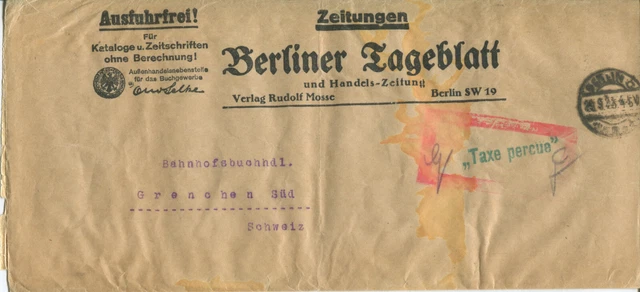 Ausfuhrfrei!
Für
Kataloge u. Zeitschriften
ohne Berechnung!
Außenhandelsnebenstelle
für das Buchgewerbe
Zeitungen
Berliner Tageblatt
und Handels-Zeitung
Verlag Rudolf Mosse Berlin SW 19
„Taxe percue"
Bahnhofsbuchhdl.
Grenchen Süd
Schweiz